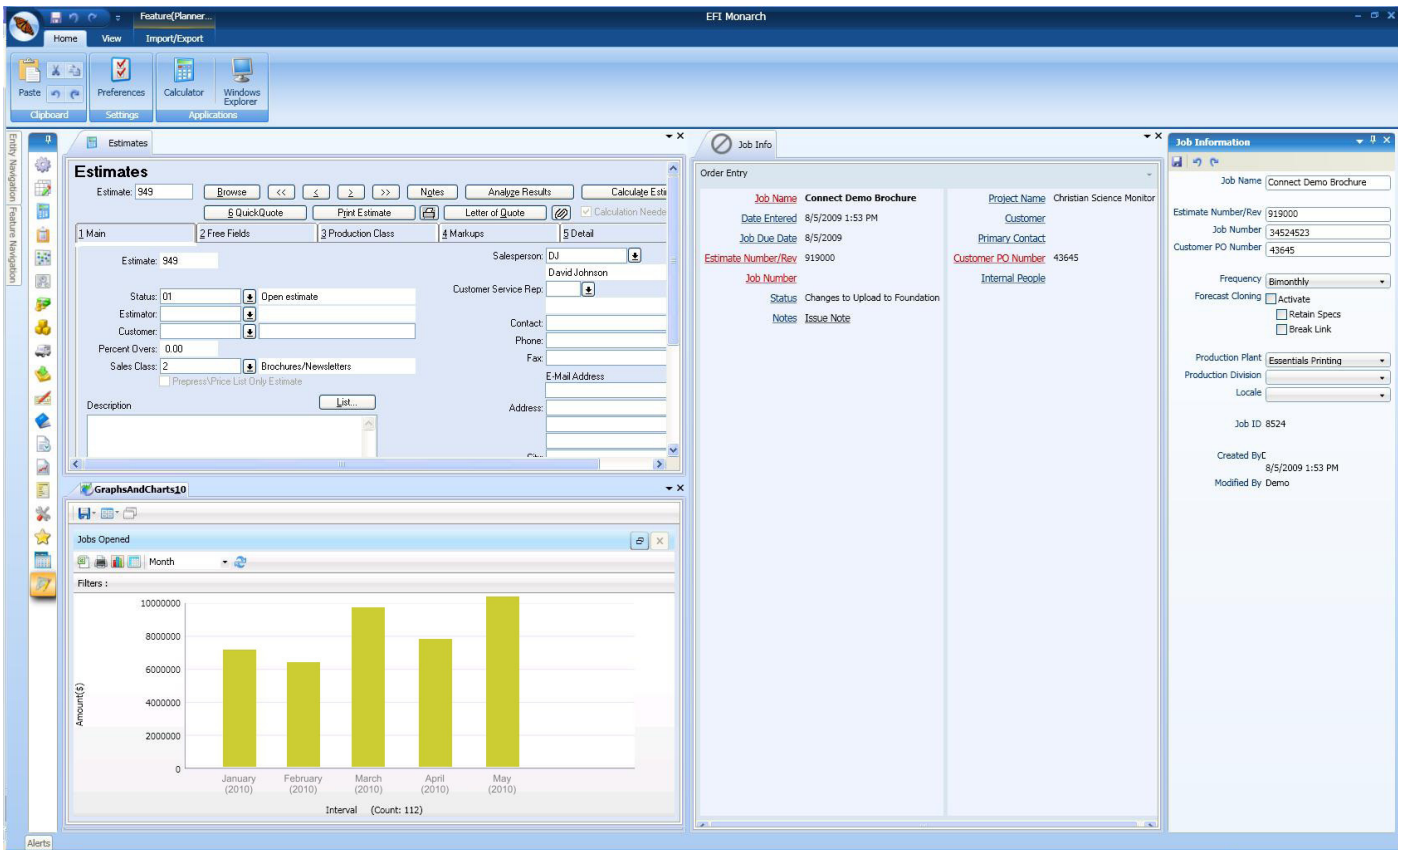 Feature(Planner...
EFI Monarch
Home View Import/Export
Paste
Preferences
Calculator
Windows Explorer
Clipboard
Settings
Applications
Entity Navigation
Feature Navigation
Estimates
Estimates
Estimate: 949 Browse << < > >> Notes Analyze Results Calculate Esti
6 QuickQuote Print Estimate Letter of Quote Calculation Neede
1 Main 2 Free Fields 3 Production Class 4 Markups 5 Detail
Estimate: 949
Status: 01 Open estimate
Estimator:
Customer:
Percent Overs: 0.00
Sales Class: 2 Brochures/Newsletters
Prepress\Price List Only Estimate
Description List...
Salesperson: DJ
David Johnson
Customer Service Rep:
Contact:
Phone:
Fax:
E-Mail Address
Address:
City:
GraphsAndCharts10
Jobs Opened
Month
Filters :
Amount($)
10000000
8000000
6000000
4000000
2000000
0
January (2010)
February (2010)
March (2010)
April (2010)
May (2010)
Interval (Count: 112)
Job Info
Order Entry
Job Name Connect Demo Brochure
Date Entered 8/5/2009 1:53 PM
Job Due Date 8/5/2009
Estimate Number/Rev 919000
Job Number
Status Changes to Upload to Foundation
Notes Issue Note
Project Name Christian Science Monitor
Customer
Primary Contact
Customer PO Number 43645
Internal People
Job Information
Job Name Connect Demo Brochure
Estimate Number/Rev 919000
Job Number 34524523
Customer PO Number 43645
Frequency Bimonthly
Forecast Cloning Activate
Retain Specs
Break Link
Production Plant Essentials Printing
Production Division
Locale
Job ID 8524
Created By
8/5/2009 1:53 PM
Modified By Demo
Alerts